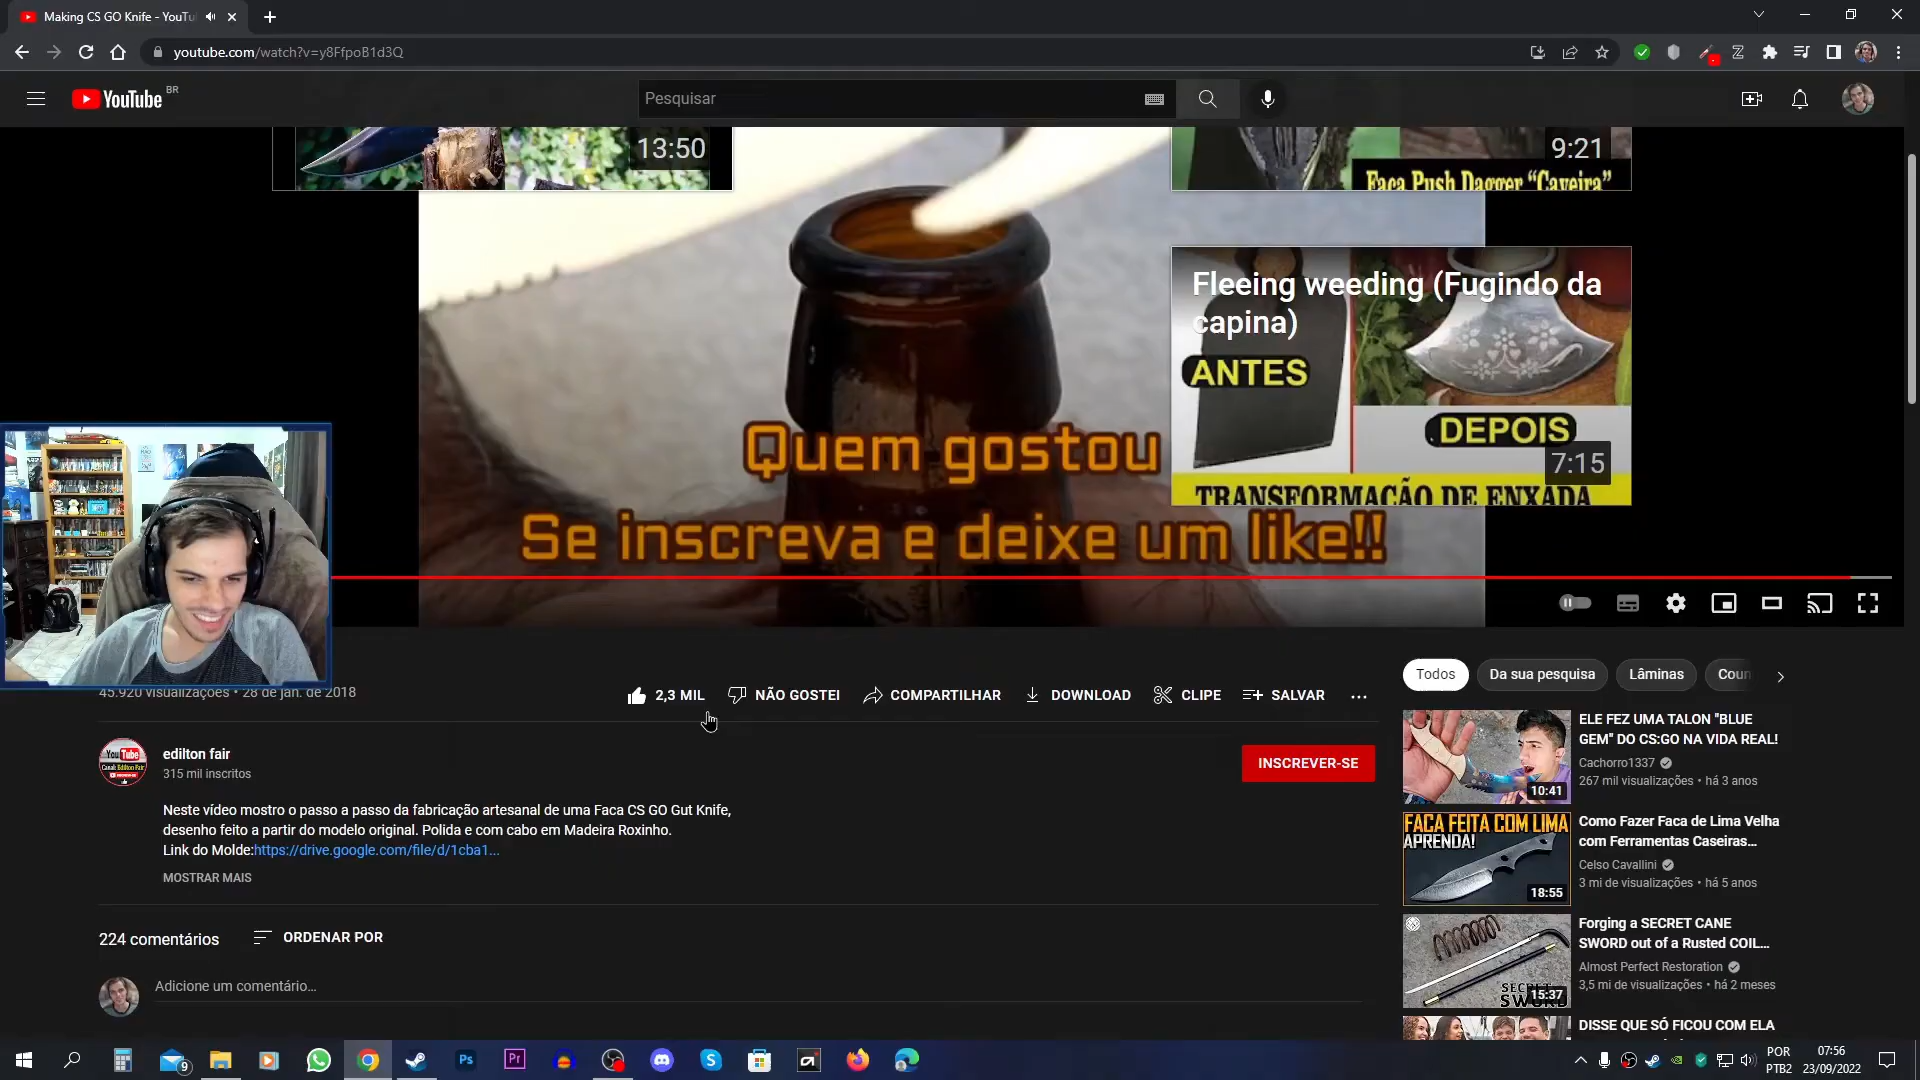 Making CS GO Knife - YouTu
youtube.com/watch?v=y8FfpoB1d3Q
YouTube BR
Pesquisar
13:50
9:21
Faca Push Dagger "Caveira"
Fleeing weeding (Fugindo da
capina)
ANTES
DEPOIS
7:15
TRANSFORMAÇÃO DE ENXADA
Quem gostou
Se inscreva e deixe um like!!
45.920 visualizações • 28 de jan. de 2018
2,3 MIL
NÃO GOSTEI
COMPARTILHAR
DOWNLOAD
CLIPE
SALVAR
edilton fair
315 mil inscritos
INSCREVER-SE
Neste vídeo mostro o passo a passo da fabricação artesanal de uma Faca CS GO Gut Knife,
desenho feito a partir do modelo original. Polida e com cabo em Madeira Roxinho.
Link do Molde:https://drive.google.com/file/d/1cba1...
MOSTRAR MAIS
224 comentários
ORDENAR POR
Adicione um comentário...
Todos
Da sua pesquisa
Lâminas
Coun
ELE FEZ UMA TALON "BLUE
GEM" DO CS:GO NA VIDA REAL!
Cachorro1337
267 mil visualizações • há 3 anos
10:41
FACA FEITA COM LIMA
APRENDA!
18:55
Como Fazer Faca de Lima Velha
com Ferramentas Caseiras...
Celso Cavallini
3 mi de visualizações • há 5 anos
15:37
Forging a SECRET CANE
SWORD out of a Rusted COIL...
Almost Perfect Restoration
3,5 mi de visualizações • há 2 meses
DISSE QUE SÓ FICOU COM ELA
9
Ps
Pr
POR
PTB2
07:56
23/09/2022